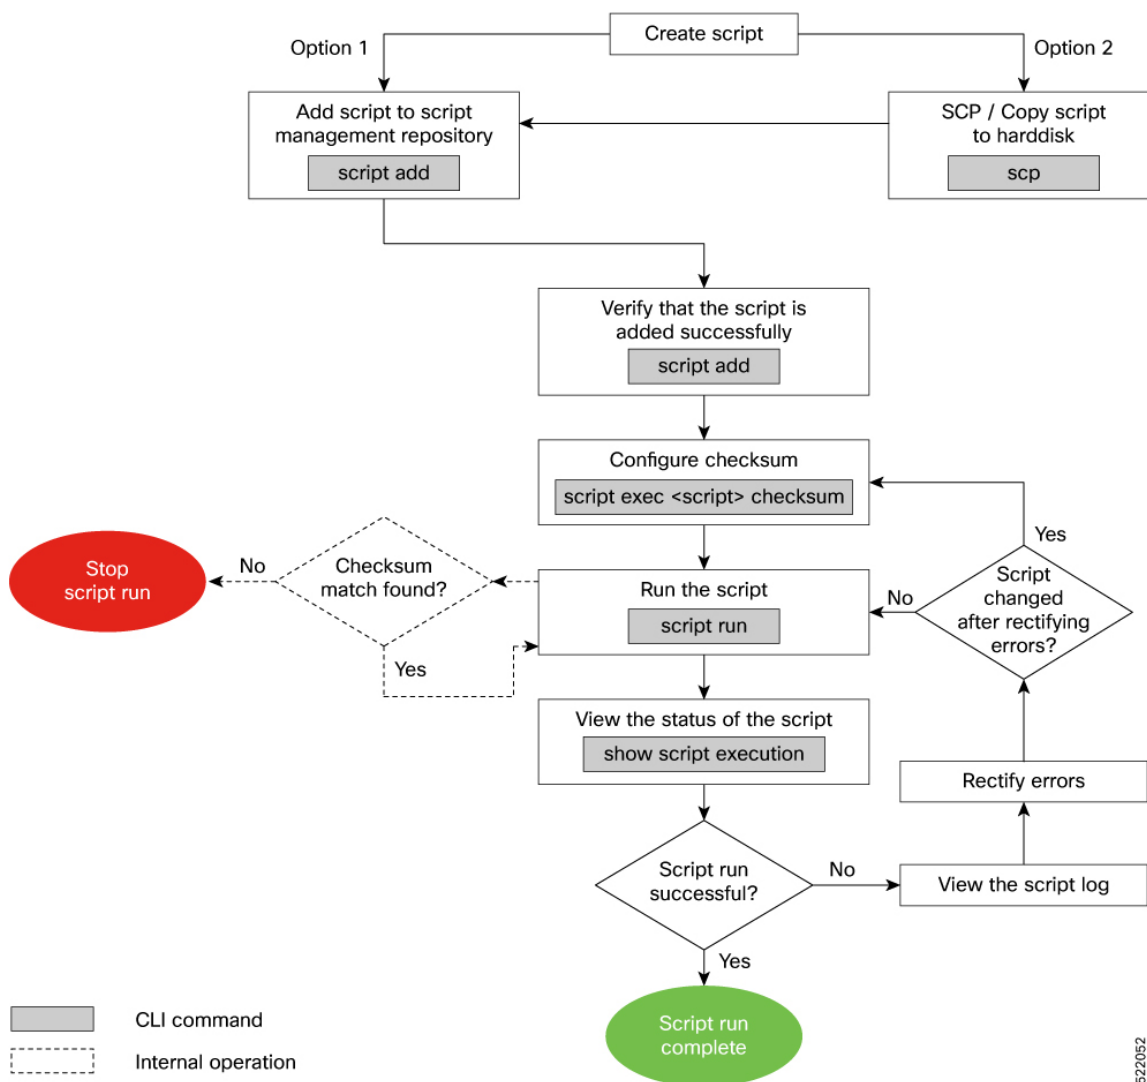 Create script
Option 1
Option 2
Add script to script
management repository
script add
SCP / Copy script
to harddisk
scp
Verify that the script is
added successfully
script add
Configure checksum
script exec <script> checksum
Yes
Stop
script run
No
Checksum
match found?
Yes
Run the script
script run
No
Script
changed
after rectifying
errors?
View the status of the script
show script execution
Rectify errors
Script run
successful?
No
View the script log
Yes
Script run
complete
CLI command
Internal operation
522052